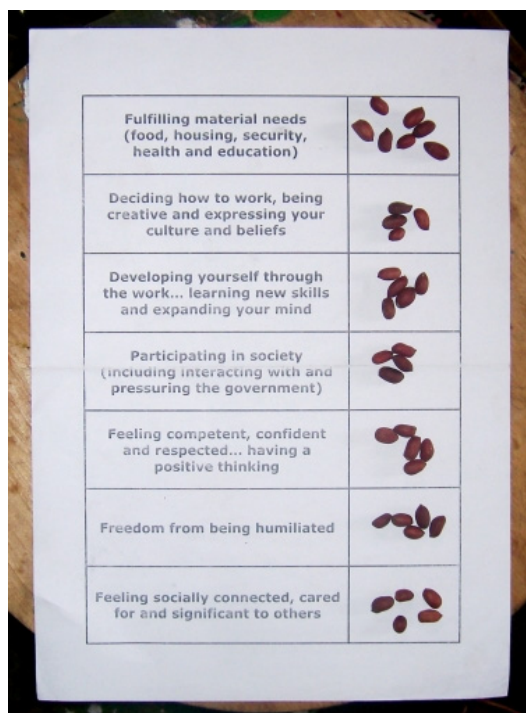 Fulfilling material needs
(food, housing, security,
health and education)
Deciding how to work, being
creative and expressing your
culture and beliefs
Developing yourself through
the work... learning new skills
and expanding your mind
Participating in society
(including interacting with and
pressuring the government)
Feeling competent, confident
and respected... having a
positive thinking
Freedom from being humiliated
Feeling socially connected, cared
for and significant to others